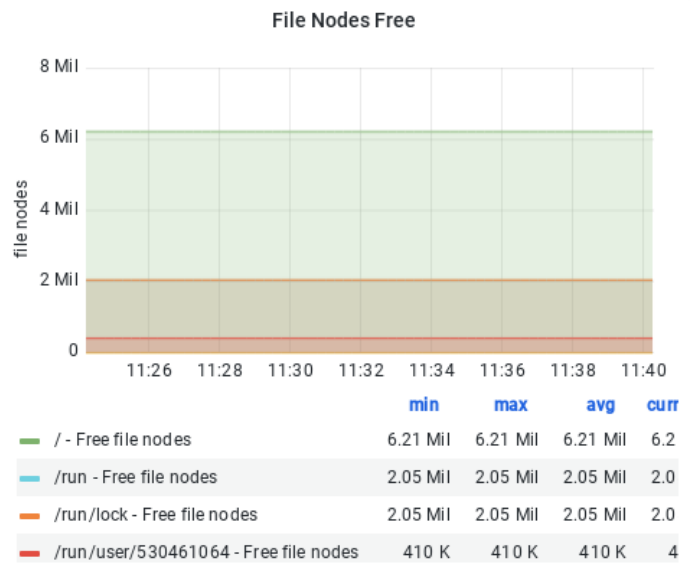 File Nodes Free
8 Mil
6 Mil
4 Mil
2 Mil
0
file nodes
11:26 11:28 11:30 11:32 11:34 11:36 11:38 11:40
min max avg curr
/ - Free file nodes 6.21 Mil 6.21 Mil 6.21 Mil 6.2
/run - Free file nodes 2.05 Mil 2.05 Mil 2.05 Mil 2.0
/run/lock - Free file nodes 2.05 Mil 2.05 Mil 2.05 Mil 2.0
/run/user/530461064 - Free file nodes 410 K 410 K 410 K 4